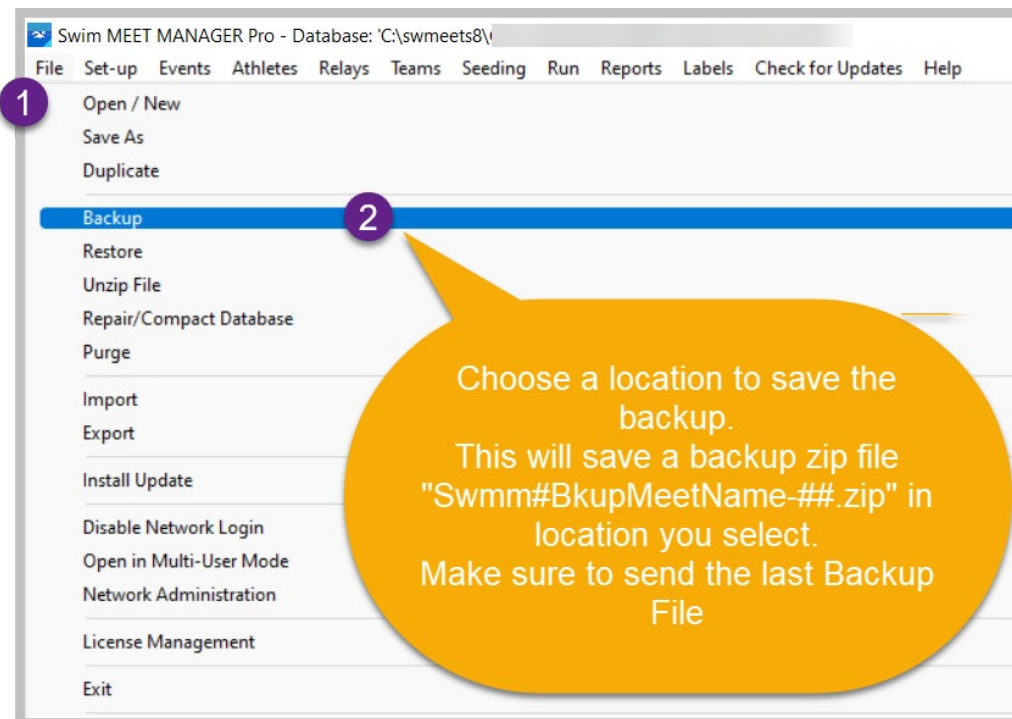 Swim MEET MANAGER Pro - Database: 'C:\swmeets8\
File Set-up Events Athletes Relays Teams Seeding Run Reports Labels Check for Updates Help
1
Open / New
Save As
Duplicate
Backup
2
Restore
Unzip File
Repair/Compact Database
Purge
Import
Export
Install Update
Disable Network Login
Open in Multi-User Mode
Network Administration
License Management
Exit
Choose a location to save the
backup.
This will save a backup zip file
"Swmm#BkupMeetName-##.zip" in
location you select.
Make sure to send the last Backup
File